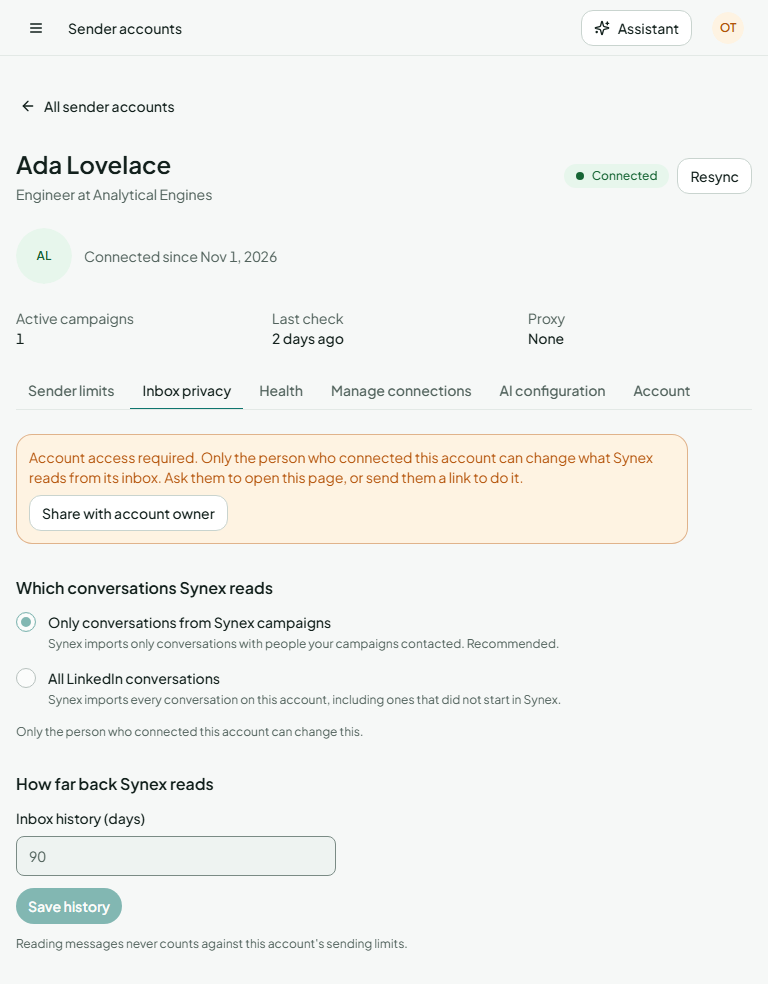 Sender accounts
Assistant
OT
All sender accounts
Ada Lovelace
Engineer at Analytical Engines
Connected
Resync
AL
Connected since Nov 1, 2026
Active campaigns
1
Last check
2 days ago
Proxy
None
Sender limits
Inbox privacy
Health
Manage connections
AI configuration
Account
Account access required. Only the person who connected this account can change what Synex
reads from its inbox. Ask them to open this page, or send them a link to do it.
Share with account owner
Which conversations Synex reads
Only conversations from Synex campaigns
Synex imports only conversations with people your campaigns contacted. Recommended.
All LinkedIn conversations
Synex imports every conversation on this account, including ones that did not start in Synex.
Only the person who connected this account can change this.
How far back Synex reads
Inbox history (days)
90
Save history
Reading messages never counts against this account's sending limits.